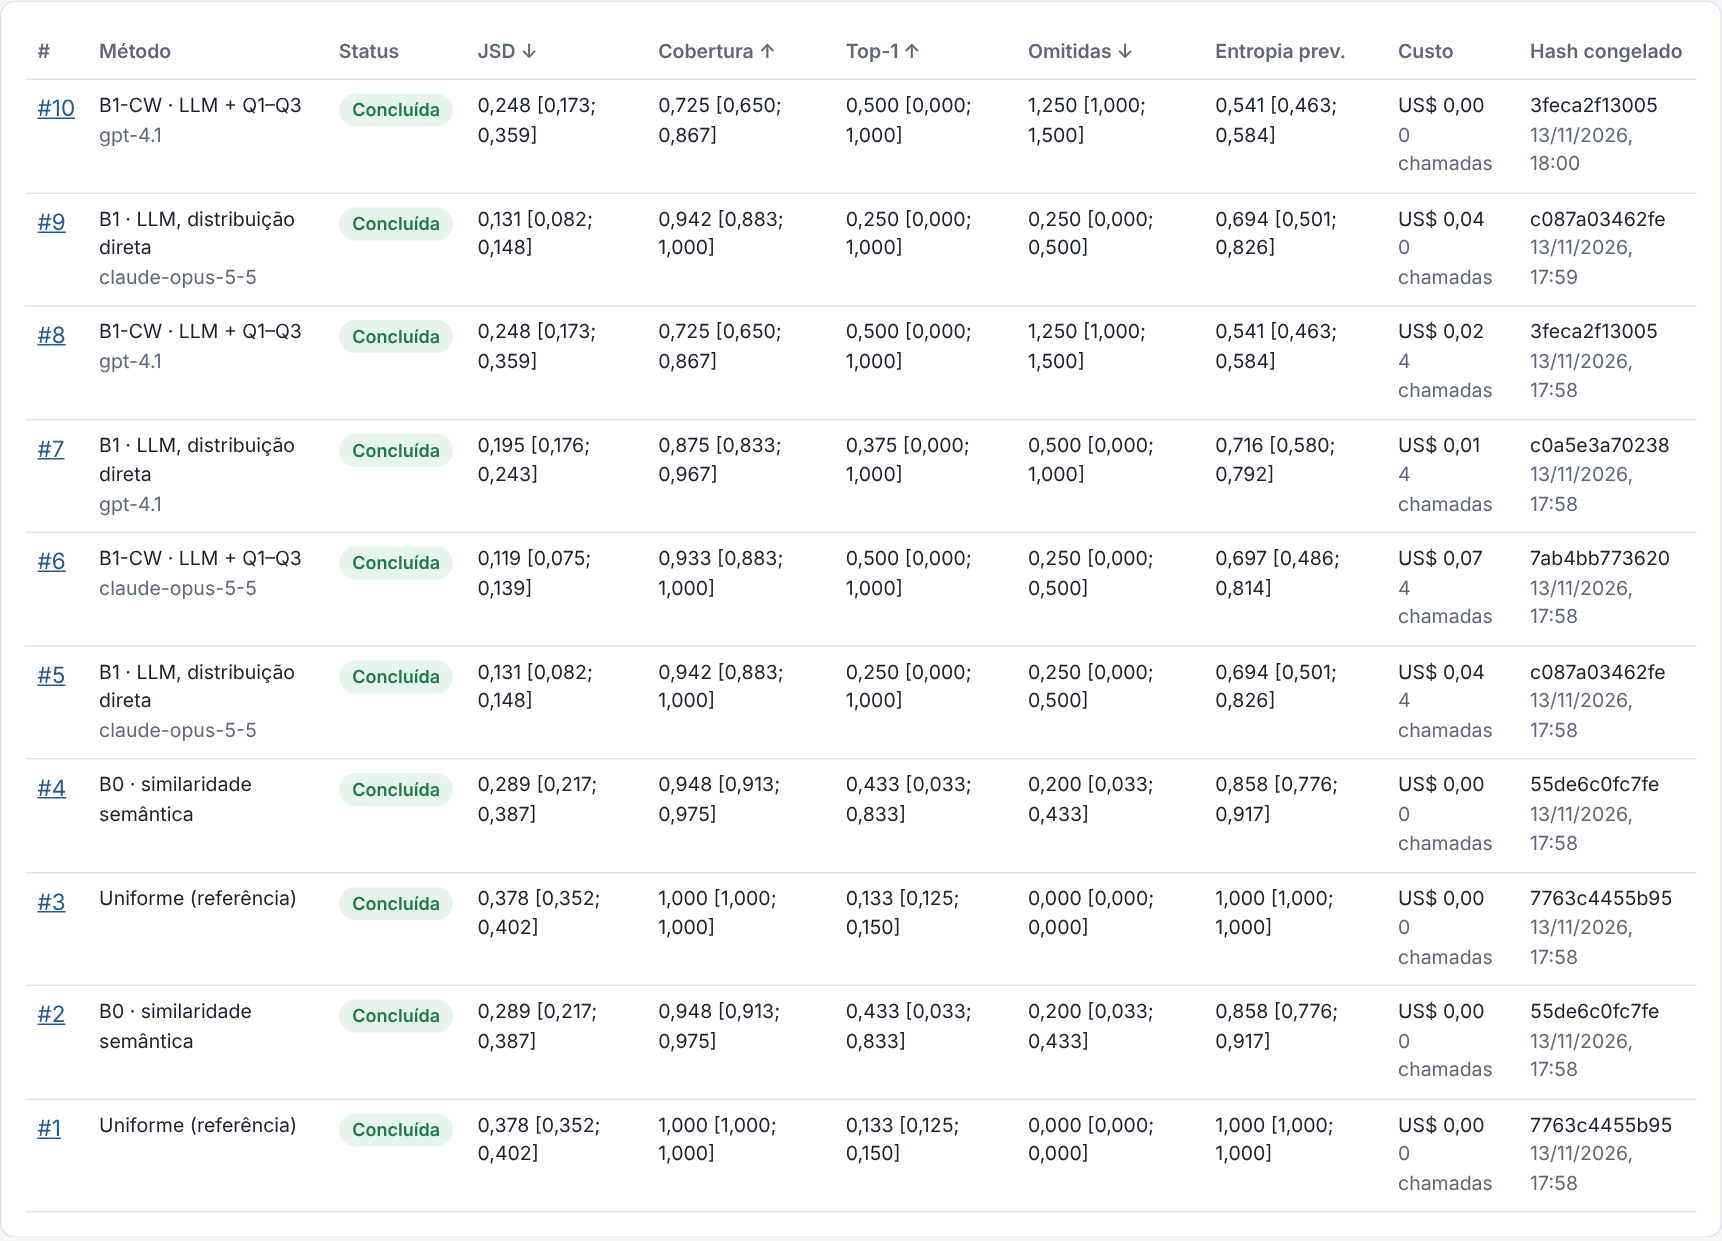 # Método Status JSD ↓ Cobertura ↑ Top-1 ↑ Omitidas ↓ Entropia prev. Custo Hash congelado
#10 B1-CW · LLM + Q1–Q3 Concluída 0,248 [0,173; 0,725 [0,650; 0,500 [0,000; 1,250 [1,000; 0,541 [0,463; US$ 0,00 3feca2f13005
gpt-4.1 0,359] 0,867] 1,000] 1,500] 0,584] 0 13/11/2026,
chamadas 18:00
#9 B1 · LLM, distribuição Concluída 0,131 [0,082; 0,942 [0,883; 0,250 [0,000; 0,250 [0,000; 0,694 [0,501; US$ 0,04 c087a03462fe
direta 0,148] 1,000] 1,000] 0,500] 0,826] 0 13/11/2026,
claude-opus-5-5 chamadas 17:59
#8 B1-CW · LLM + Q1–Q3 Concluída 0,248 [0,173; 0,725 [0,650; 0,500 [0,000; 1,250 [1,000; 0,541 [0,463; US$ 0,02 3feca2f13005
gpt-4.1 0,359] 0,867] 1,000] 1,500] 0,584] 4 13/11/2026,
chamadas 17:58
#7 B1 · LLM, distribuição Concluída 0,195 [0,176; 0,875 [0,833; 0,375 [0,000; 0,500 [0,000; 0,716 [0,580; US$ 0,01 c0a5e3a70238
direta 0,243] 0,967] 1,000] 1,000] 0,792] 4 13/11/2026,
gpt-4.1 chamadas 17:58
#6 B1-CW · LLM + Q1–Q3 Concluída 0,119 [0,075; 0,933 [0,883; 0,500 [0,000; 0,250 [0,000; 0,697 [0,486; US$ 0,07 7ab4bb773620
claude-opus-5-5 0,139] 1,000] 1,000] 0,500] 0,814] 4 13/11/2026,
chamadas 17:58
#5 B1 · LLM, distribuição Concluída 0,131 [0,082; 0,942 [0,883; 0,250 [0,000; 0,250 [0,000; 0,694 [0,501; US$ 0,04 c087a03462fe
direta 0,148] 1,000] 1,000] 0,500] 0,826] 4 13/11/2026,
claude-opus-5-5 chamadas 17:58
#4 B0 · similaridade Concluída 0,289 [0,217; 0,948 [0,913; 0,433 [0,033; 0,200 [0,033; 0,858 [0,776; US$ 0,00 55de6c0fc7fe
semântica 0,387] 0,975] 0,833] 0,433] 0,917] 0 13/11/2026,
chamadas 17:58
#3 Uniforme (referência) Concluída 0,378 [0,352; 1,000 [1,000; 0,133 [0,125; 0,000 [0,000; 1,000 [1,000; US$ 0,00 7763c4455b95
0,402] 1,000] 0,150] 0,000] 1,000] 0 13/11/2026,
chamadas 17:58
#2 B0 · similaridade Concluída 0,289 [0,217; 0,948 [0,913; 0,433 [0,033; 0,200 [0,033; 0,858 [0,776; US$ 0,00 55de6c0fc7fe
semântica 0,387] 0,975] 0,833] 0,433] 0,917] 0 13/11/2026,
chamadas 17:58
#1 Uniforme (referência) Concluída 0,378 [0,352; 1,000 [1,000; 0,133 [0,125; 0,000 [0,000; 1,000 [1,000; US$ 0,00 7763c4455b95
0,402] 1,000] 0,150] 0,000] 1,000] 0 13/11/2026,
chamadas 17:58